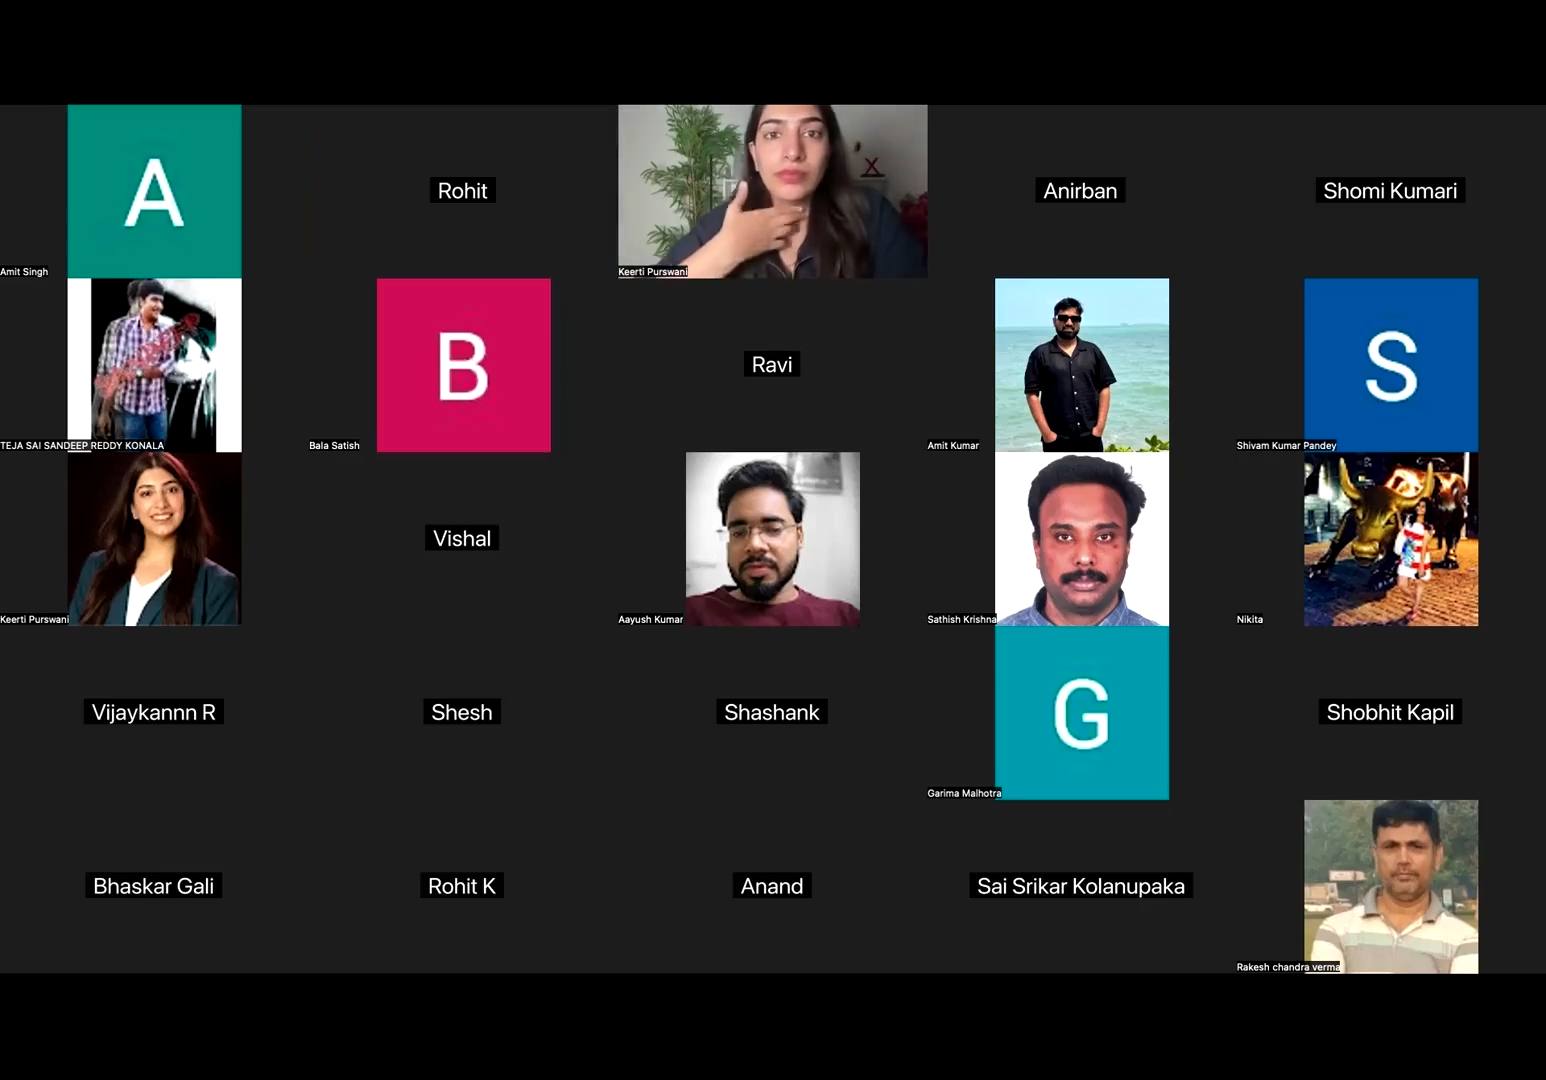 A
Amit Singh
Rohit
Keerti Purswani
Anirban
Shomi Kumari
TEJA SAI SANDEEP REDDY KONALA
B
Bala Satish
Ravi
Amit Kumar
S
Shivam Kumar Pandey
Keerti Purswani
Vishal
Aayush Kumar
Sathish Krishna
Nikita
Vijaykannn R
Shesh
Shashank
G
Garima Malhotra
Shobhit Kapil
Bhaskar Gali
Rohit K
Anand
Sai Srikar Kolanupaka
Rakesh chandra verma